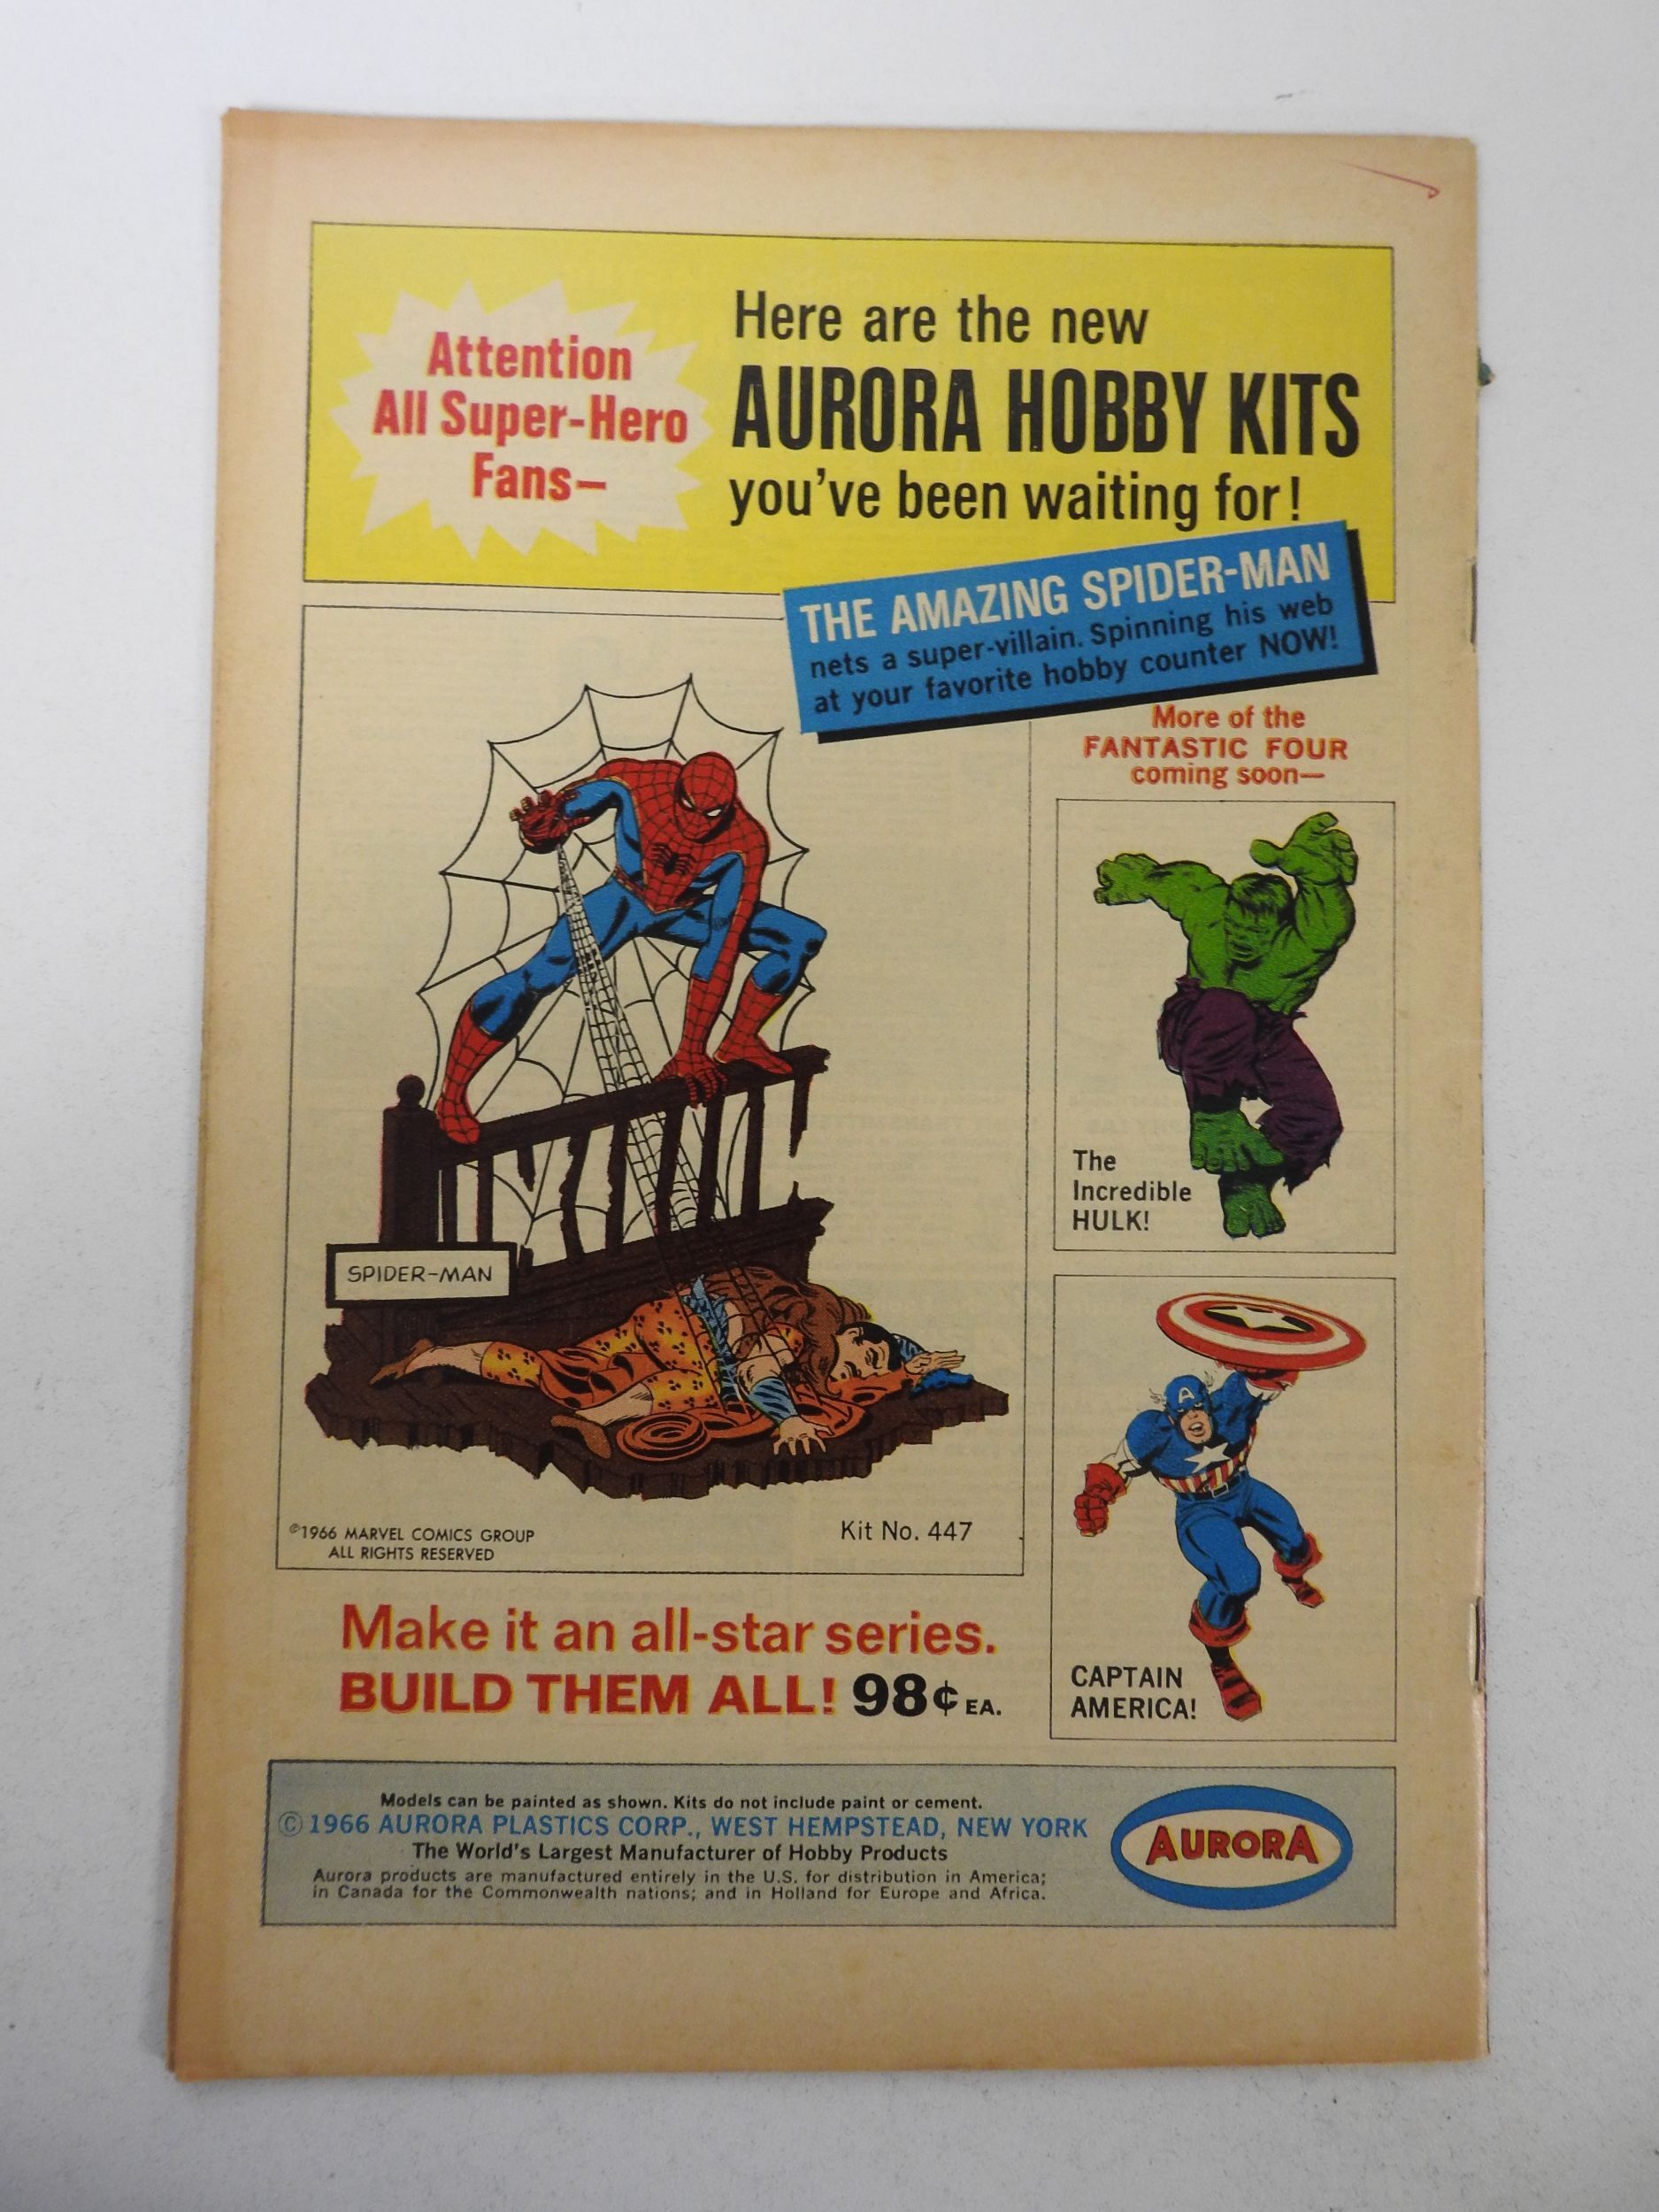 Attention
All Super-Hero
Fans—
Here are the new
AURORA HOBBY KITS
you've been waiting for!
THE AMAZING SPIDER-MAN
nets a super-villain. Spinning his web
at your favorite hobby counter NOW!
More of the
FANTASTIC FOUR
coming soon—
The
Incredible
HULK!
SPIDER-MAN
A
CAPTAIN
AMERICA!
©1966 MARVEL COMICS GROUP
ALL RIGHTS RESERVED
Kit No. 447
Make it an all-star series.
BUILD THEM ALL! 98¢ EA.
Models can be painted as shown. Kits do not include paint or cement.
© 1966 AURORA PLASTICS CORP., WEST HEMPSTEAD, NEW YORK
The World's Largest Manufacturer of Hobby Products
Aurora products are manufactured entirely in the U.S. for distribution in America;
in Canada for the Commonwealth nations; and in Holland for Europe and Africa.
AURORA